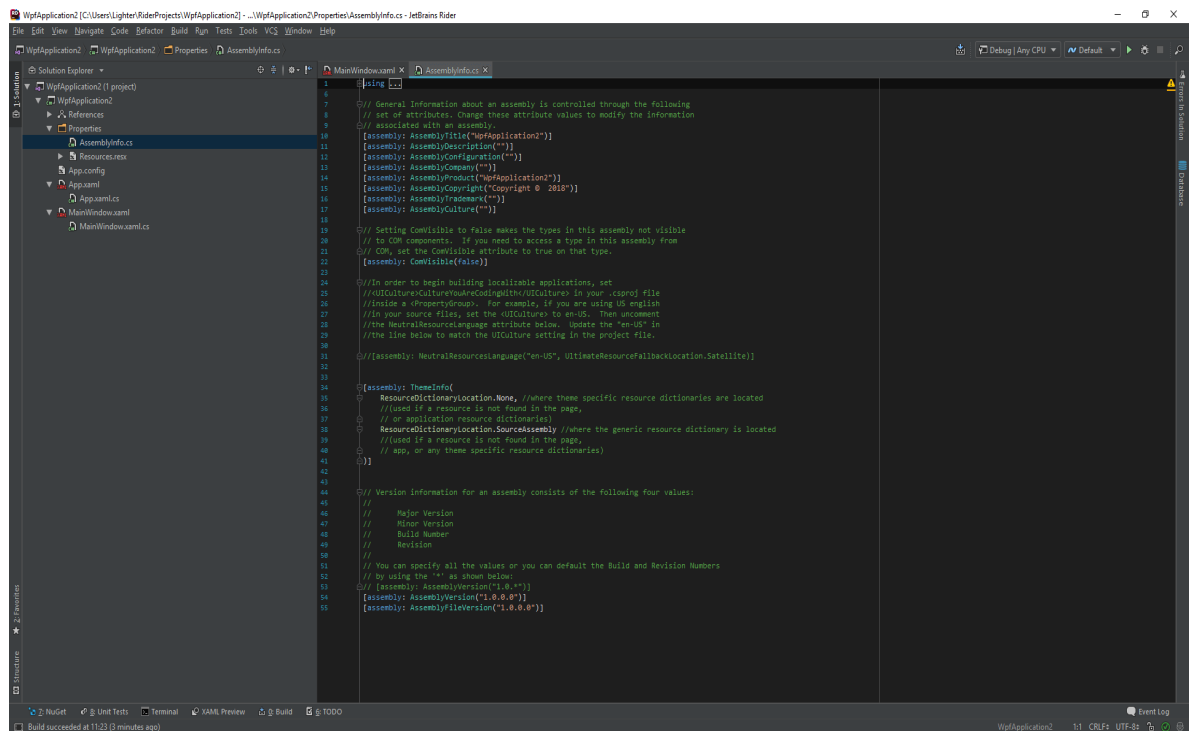 WpfApplication2 [C:\Users\Lighter\RiderProjects\WpfApplication2] - ...\WpfApplication2\Properties\AssemblyInfo.cs - JetBrains Rider
File Edit View Navigate Code Refactor Build Run Tests Tools VCS Window Help
WpfApplication2 WpfApplication2 Properties AssemblyInfo.cs
Debug | Any CPU Default
Solution Explorer
MainWindow.xaml AssemblyInfo.cs
1: Solution
WpfApplication2 (1 project)
WpfApplication2
References
Properties
AssemblyInfo.cs
Resources.resx
App.config
App.xaml
App.xaml.cs
MainWindow.xaml
MainWindow.xaml.cs
2: Favorites
Structure
1 using ...
6
7 // General Information about an assembly is controlled through the following
8 // set of attributes. Change these attribute values to modify the information
9 // associated with an assembly.
10 [assembly: AssemblyTitle("WpfApplication2")]
11 [assembly: AssemblyDescription("")]
12 [assembly: AssemblyConfiguration("")]
13 [assembly: AssemblyCompany("")]
14 [assembly: AssemblyProduct("WpfApplication2")]
15 [assembly: AssemblyCopyright("Copyright ©  2018")]
16 [assembly: AssemblyTrademark("")]
17 [assembly: AssemblyCulture("")]
18
19 // Setting ComVisible to false makes the types in this assembly not visible
20 // to COM components.  If you need to access a type in this assembly from
21 // COM, set the ComVisible attribute to true on that type.
22 [assembly: ComVisible(false)]
23
24 //In order to begin building localizable applications, set
25 //<UICulture>CultureYouAreCodingWith</UICulture> in your .csproj file
26 //inside a <PropertyGroup>.  For example, if you are using US english
27 //in your source files, set the <UICulture> to en-US.  Then uncomment
28 //the NeutralResourceLanguage attribute below.  Update the "en-US" in
29 //the line below to match the UICulture setting in the project file.
30
31 //[assembly: NeutralResourcesLanguage("en-US", UltimateResourceFallbackLocation.Satellite)]
32
33
34 [assembly: ThemeInfo(
35 ResourceDictionaryLocation.None, //where theme specific resource dictionaries are located
36 //(used if a resource is not found in the page,
37 // or application resource dictionaries)
38 ResourceDictionaryLocation.SourceAssembly //where the generic resource dictionary is located
39 //(used if a resource is not found in the page,
40 // app, or any theme specific resource dictionaries)
41 )]
42
43
44 // Version information for an assembly consists of the following four values:
45 //
46 //      Major Version
47 //      Minor Version
48 //      Build Number
49 //      Revision
50 //
51 // You can specify all the values or you can default the Build and Revision Numbers
52 // by using the '*' as shown below:
53 // [assembly: AssemblyVersion("1.0.*")]
54 [assembly: AssemblyVersion("1.0.0.0")]
55 [assembly: AssemblyFileVersion("1.0.0.0")]
Errors In Solution
Database
7: NuGet 8: Unit Tests Terminal XAML Preview 0: Build 6: TODO Event Log
Build succeeded at 11:23 (3 minutes ago) WpfApplication2 1:1 CRLF UTF-8